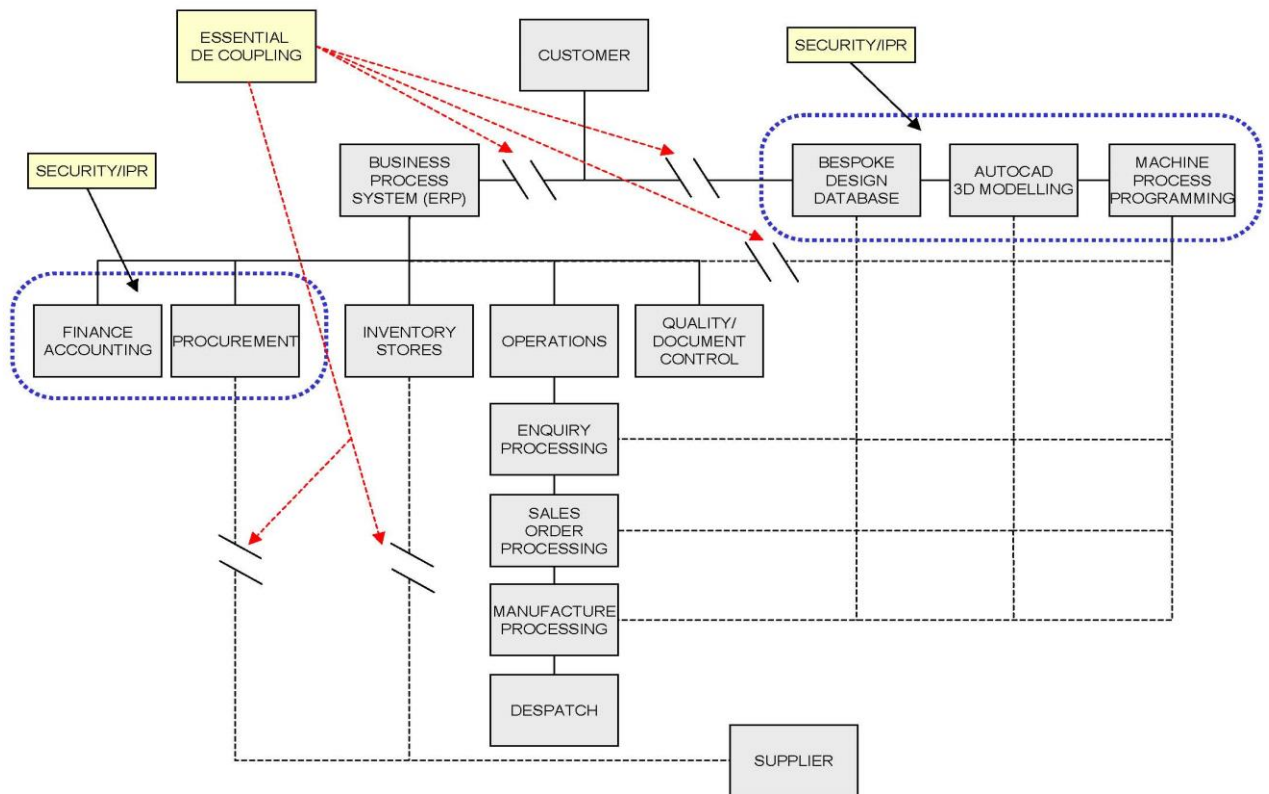 ESSENTIAL
DE COUPLING
CUSTOMER
SECURITY/IPR
SECURITY/IPR
BUSINESS
PROCESS
SYSTEM (ERP)
BESPOKE
DESIGN
DATABASE
AUTOCAD
3D MODELLING
MACHINE
PROCESS
PROGRAMMING
FINANCE
ACCOUNTING
PROCUREMENT
INVENTORY
STORES
OPERATIONS
QUALITY/
DOCUMENT
CONTROL
ENQUIRY
PROCESSING
SALES
ORDER
PROCESSING
MANUFACTURE
PROCESSING
DESPATCH
SUPPLIER